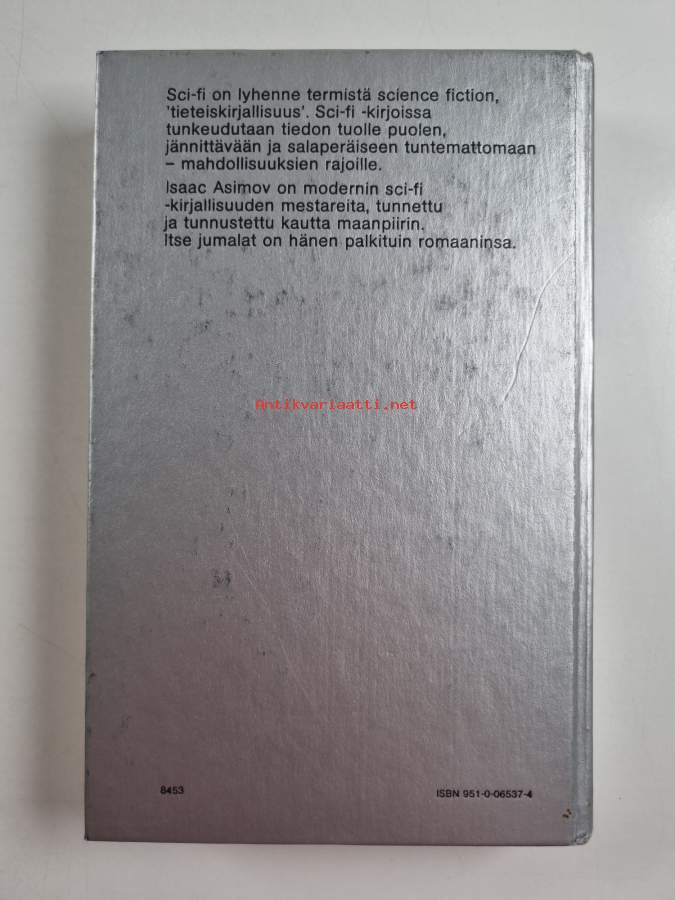 Sci-fi on lyhenne termistä science fiction,
'tieteiskirjallisuus'. Sci-fi -kirjoissa
tunkeudutaan tiedon tuolle puolen,
jännittävään ja salaperäiseen tuntemattomaan
– mahdollisuuksien rajoille.
Isaac Asimov on modernin sci-fi
-kirjallisuuden mestareita, tunnettu
ja tunnustettu kautta maanpiirin.
Itse jumalat on hänen palkituin romaaninsa.
Antikvariaatti.net
8453
ISBN 951-0-06537-4